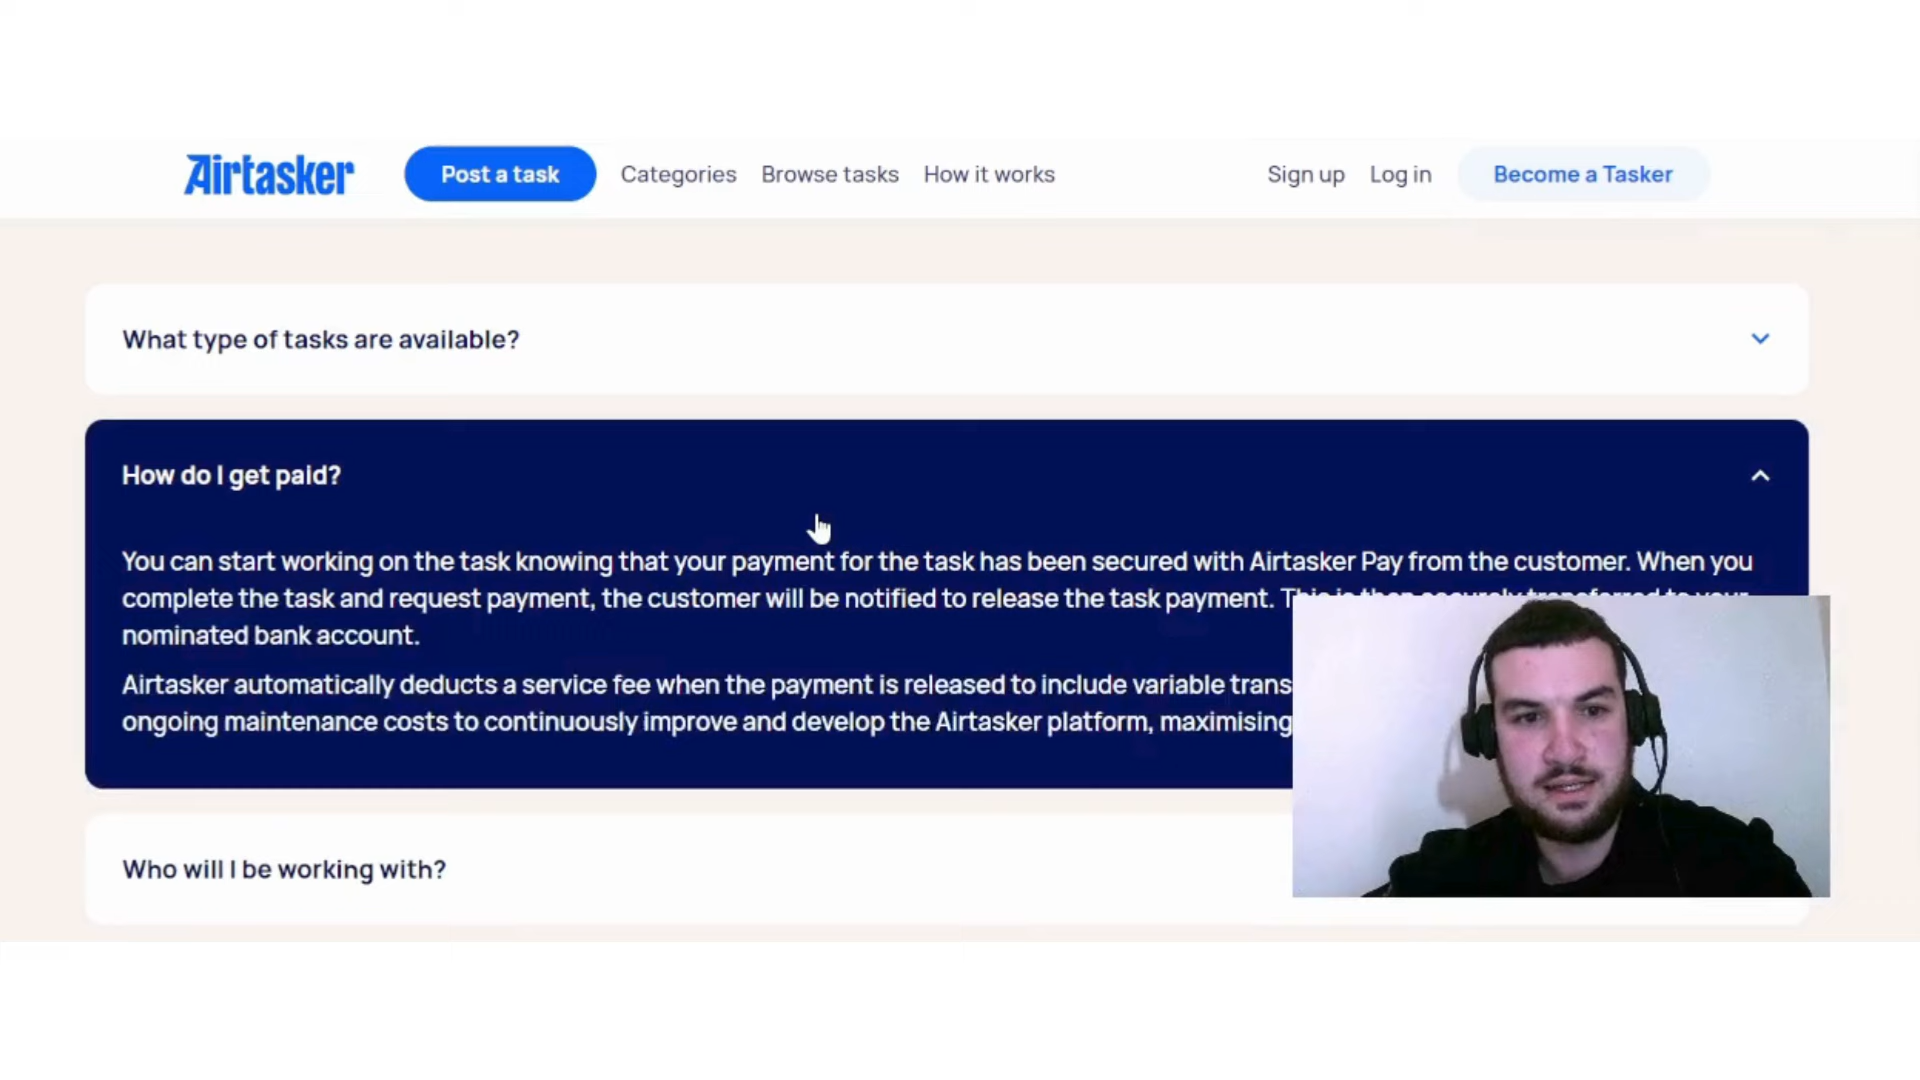 Airtasker
Post a task
Categories
Browse tasks
How it works
Sign up
Log in
Become a Tasker
What type of tasks are available?
How do I get paid?
You can start working on the task knowing that your payment for the task has been secured with Airtasker Pay from the customer. When you
complete the task and request payment, the customer will be notified to release the task payment.
nominated bank account.
Airtasker automatically deducts a service fee when the payment is released to include variable
ongoing maintenance costs to continuously improve and develop the Airtasker platform, maximising
Who will I be working with?